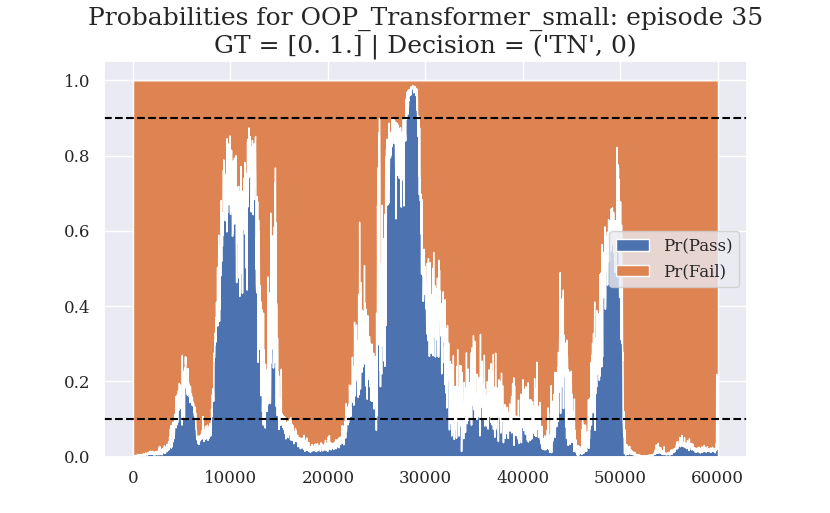 Probabilities for OOP_Transformer_small: episode 35
GT = [0. 1.] | Decision = ('TN', 0)
1.0
0.8
0.6
0.4
0.2
0.0
Pr(Pass)
Pr(Fail)
0 10000 20000 30000 40000 50000 60000